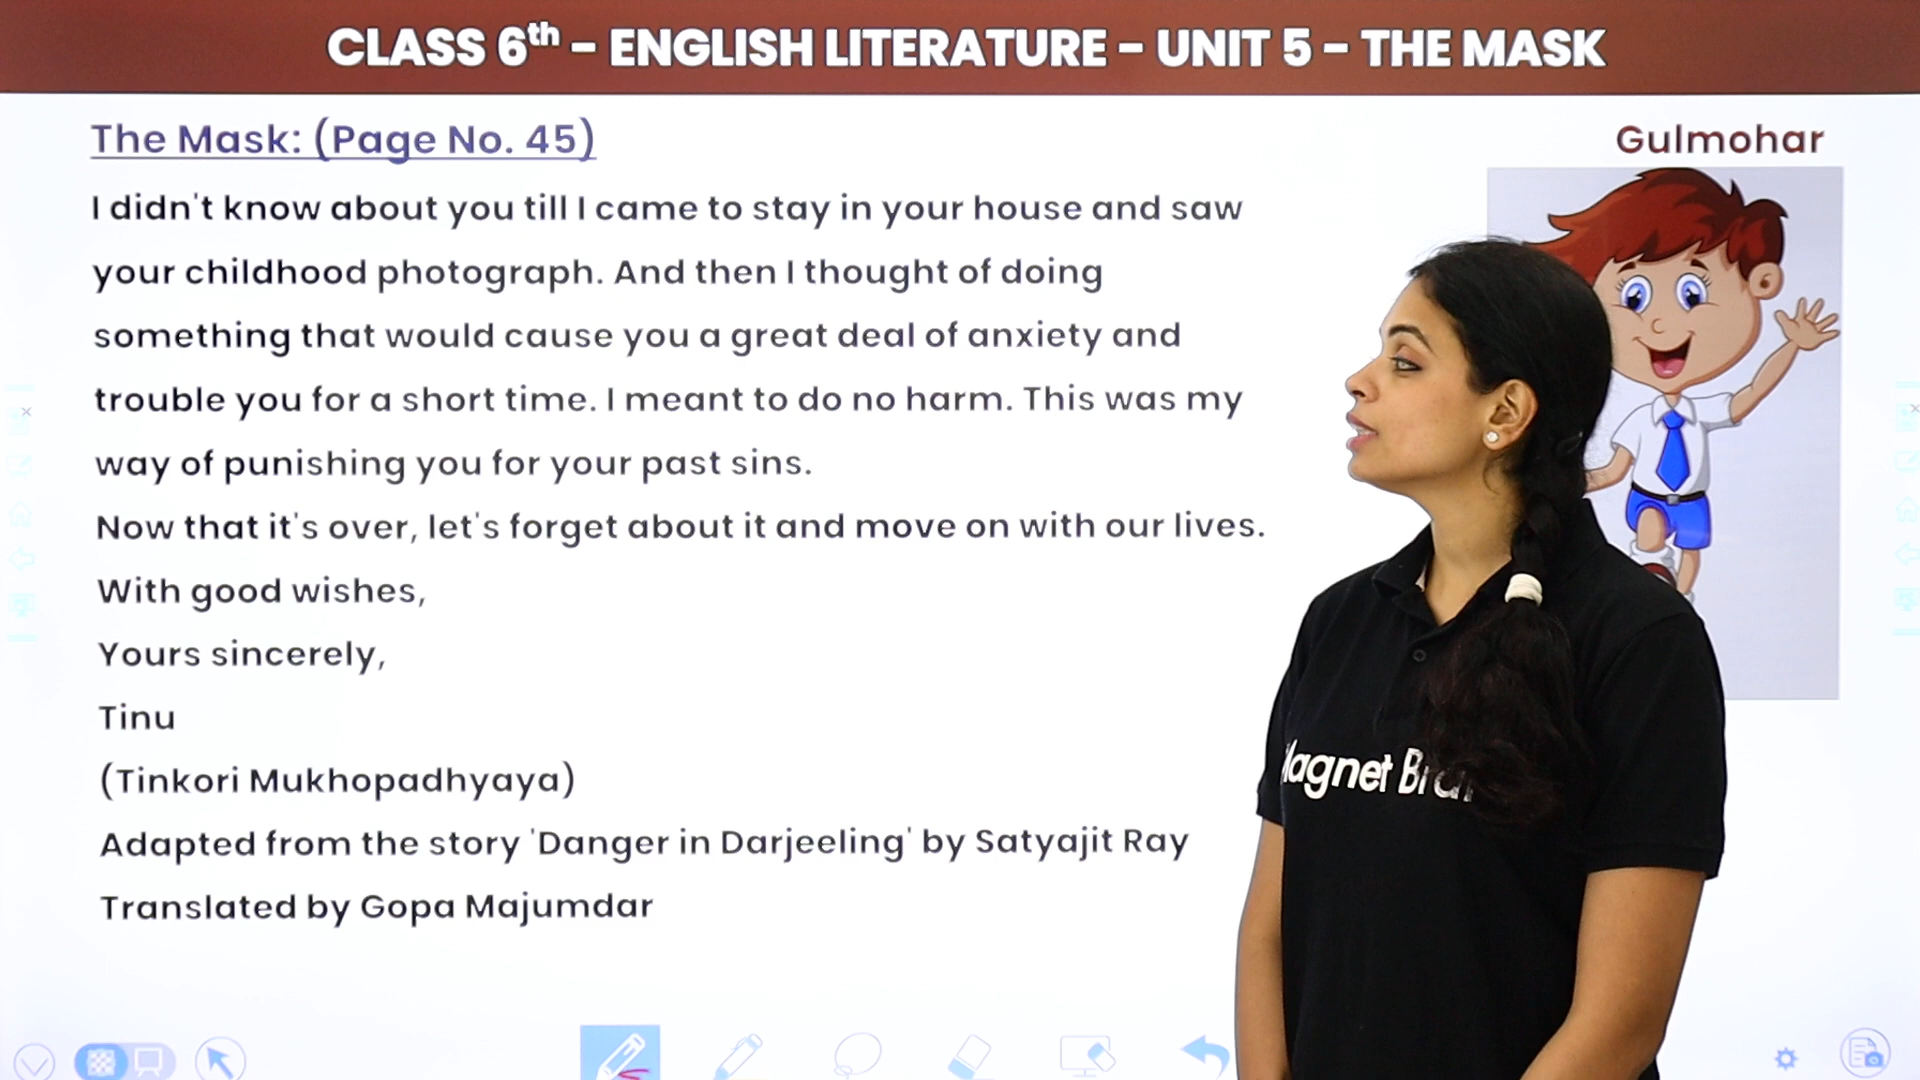 CLASS 6th – ENGLISH LITERATURE – UNIT 5 – THE MASK
The Mask: (Page No. 45)
Gulmohar
I didn't know about you till I came to stay in your house and saw
your childhood photograph. And then I thought of doing
something that would cause you a great deal of anxiety and
trouble you for a short time. I meant to do no harm. This was my
way of punishing you for your past sins.
Now that it's over, let's forget about it and move on with our lives.
With good wishes,
Yours sincerely,
Tinu
(Tinkori Mukhopadhyaya)
Adapted from the story 'Danger in Darjeeling' by Satyajit Ray
Translated by Gopa Majumdar